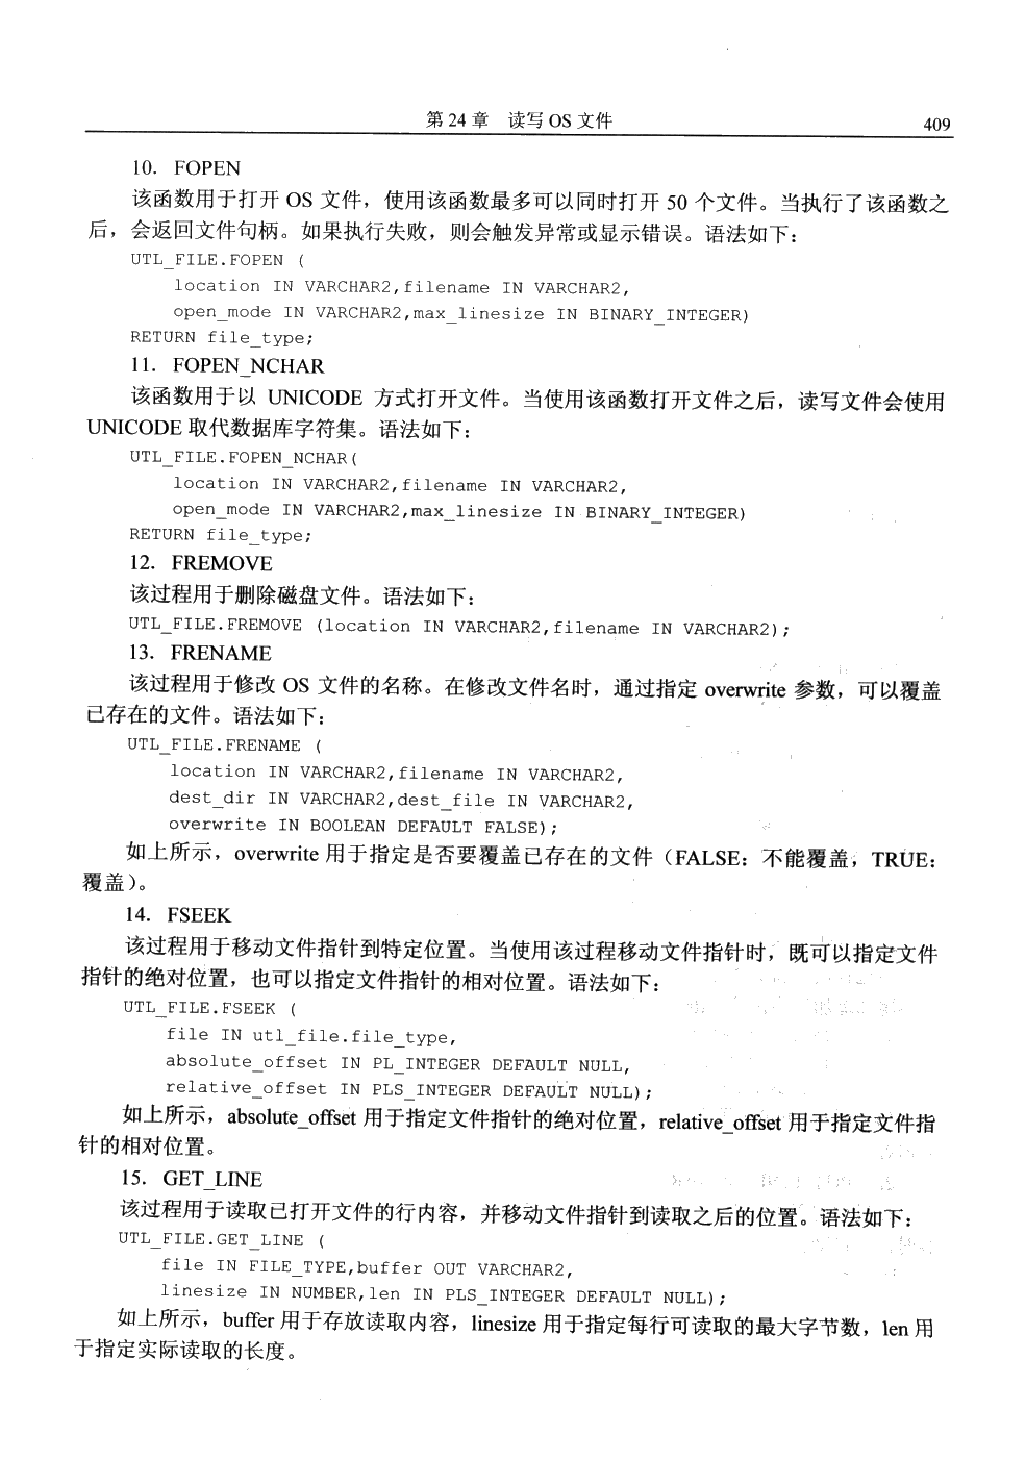 第 24 章　读写 OS 文件　409
10．FOPEN
该函数用于打开 OS 文件，使用该函数最多可以同时打开 50 个文件。当执行了该函数之
后，会返回文件句柄。如果执行失败，则会触发异常或显示错误。语法如下：
UTL_FILE.FOPEN (
location IN VARCHAR2,filename IN VARCHAR2,
open_mode IN VARCHAR2,max_linesize IN BINARY_INTEGER)
RETURN file_type;
11．FOPEN_NCHAR
该函数用于以 UNICODE 方式打开文件。当使用该函数打开文件之后，读写文件会使用
UNICODE 取代数据库字符集。语法如下：
UTL_FILE.FOPEN_NCHAR(
location IN VARCHAR2,filename IN VARCHAR2,
open_mode IN VARCHAR2,max_linesize IN BINARY_INTEGER)
RETURN file_type;
12．FREMOVE
该过程用于删除磁盘文件。语法如下：
UTL_FILE.FREMOVE (location IN VARCHAR2,filename IN VARCHAR2);
13．FRENAME
该过程用于修改 OS 文件的名称。在修改文件名时，通过指定 overwrite 参数，可以覆盖
已存在的文件。语法如下：
UTL_FILE.FRENAME (
location IN VARCHAR2,filename IN VARCHAR2,
dest_dir IN VARCHAR2,dest_file IN VARCHAR2,
overwrite IN BOOLEAN DEFAULT FALSE);
如上所示，overwrite 用于指定是否要覆盖已存在的文件（FALSE：不能覆盖，TRUE：
覆盖）。
14．FSEEK
该过程用于移动文件指针到特定位置。当使用该过程移动文件指针时，既可以指定文件
指针的绝对位置，也可以指定文件指针的相对位置。语法如下：
UTL_FILE.FSEEK (
file IN utl_file.file_type,
absolute_offset IN PL_INTEGER DEFAULT NULL,
relative_offset IN PLS_INTEGER DEFAULT NULL);
如上所示，absolute_offset 用于指定文件指针的绝对位置，relative_offset 用于指定文件指
针的相对位置。
15．GET_LINE
该过程用于读取已打开文件的行内容，并移动文件指针到读取之后的位置。语法如下：
UTL_FILE.GET_LINE (
file IN FILE_TYPE,buffer OUT VARCHAR2,
linesize IN NUMBER,len IN PLS_INTEGER DEFAULT NULL);
如上所示，buffer 用于存放读取内容，linesize 用于指定每行可读取的最大字节数，len 用
于指定实际读取的长度。